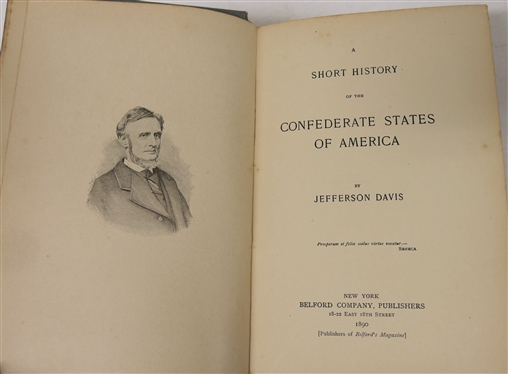 A
SHORT HISTORY
OF THE
CONFEDERATE STATES
OF AMERICA
BY
JEFFERSON DAVIS
Prosperum et felix scelus virtus vocatur.—
SENECA.
NEW YORK
BELFORD COMPANY, PUBLISHERS
18-22 EAST 18TH STREET
1890
[Publishers of Belford's Magazine]